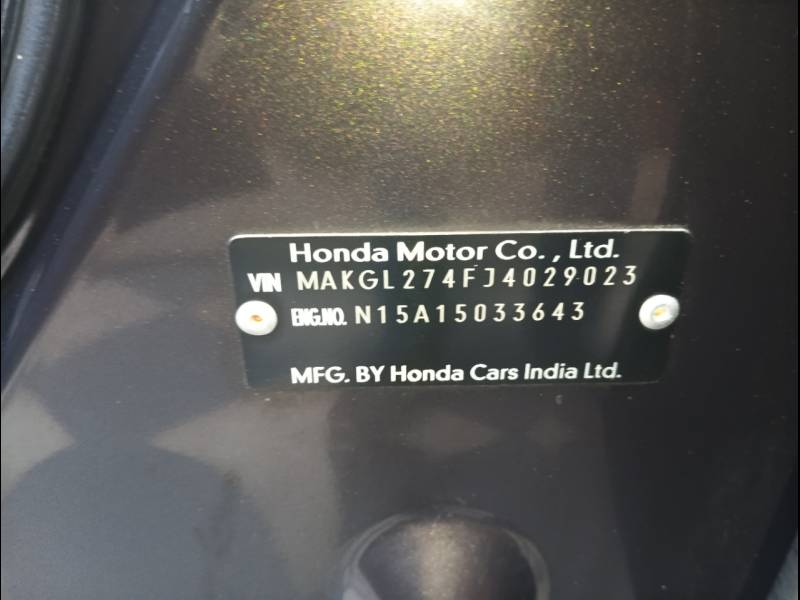 Honda Motor Co., Ltd.
VIN MAKGL274FJ4029023
ENG.NO. N15A15033643
MFG. BY Honda Cars India Ltd.